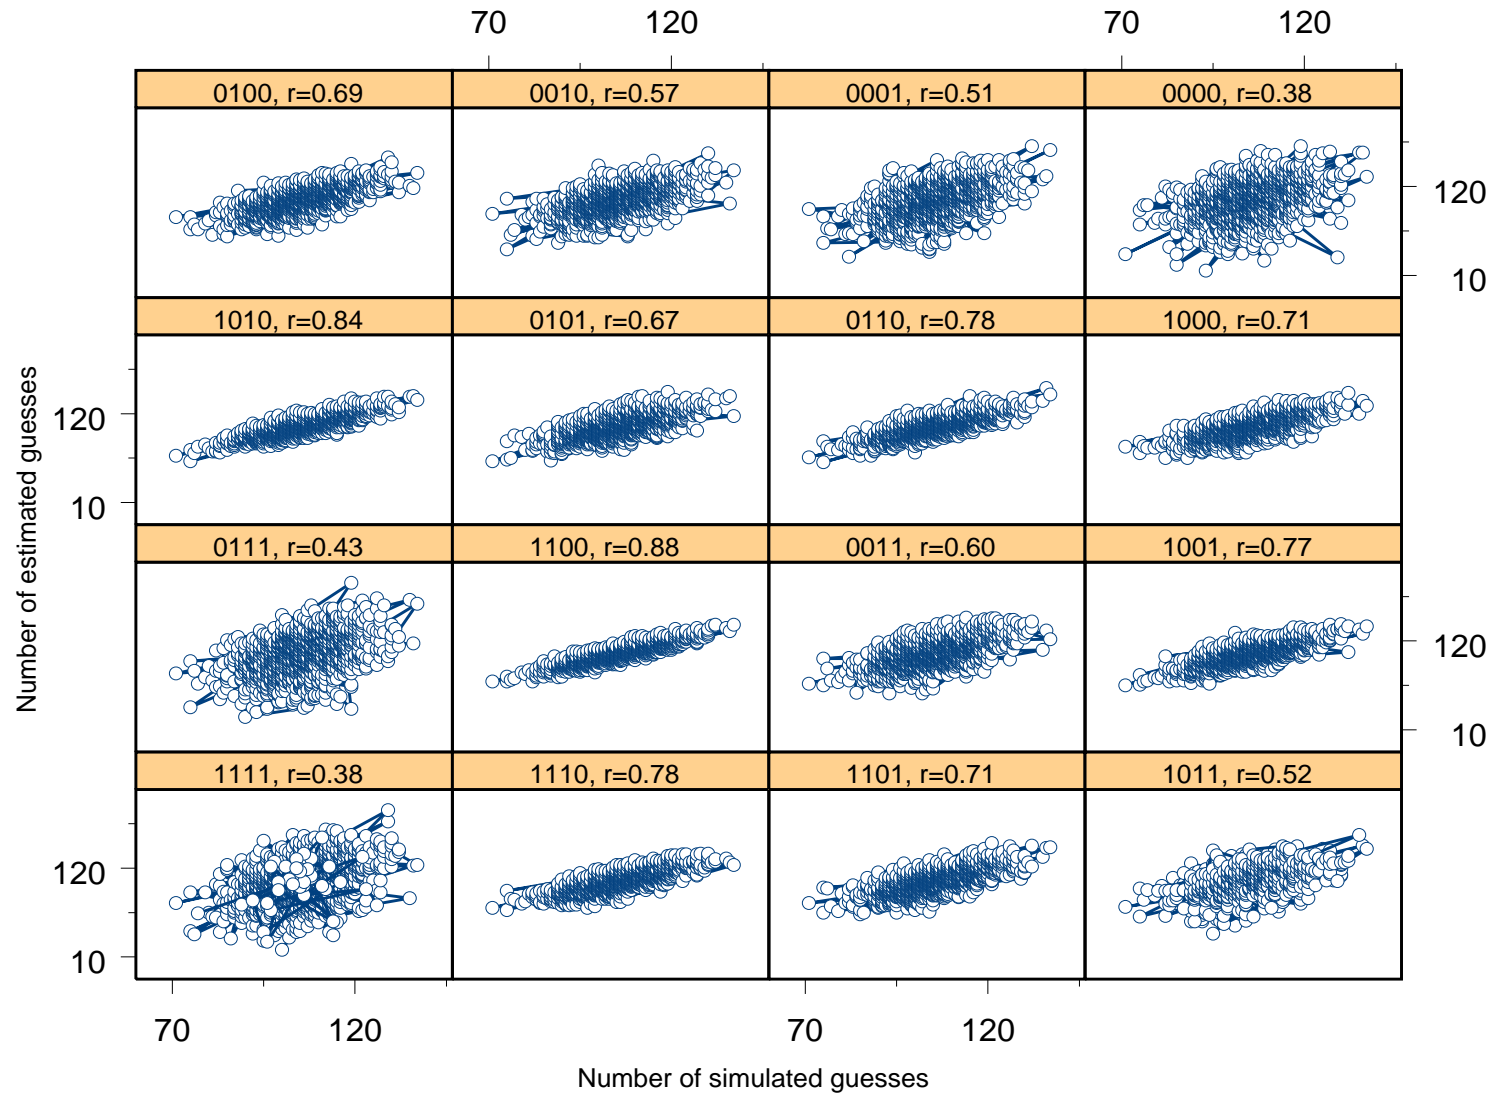 70 120 70 120
0100, r=0.69 0010, r=0.57 0001, r=0.51 0000, r=0.38
120
10
1010, r=0.84 0101, r=0.67 0110, r=0.78 1000, r=0.71
120
10
0111, r=0.43 1100, r=0.88 0011, r=0.60 1001, r=0.77
120
10
1111, r=0.38 1110, r=0.78 1101, r=0.71 1011, r=0.52
120
10
70 120 70 120
Number of estimated guesses
Number of simulated guesses